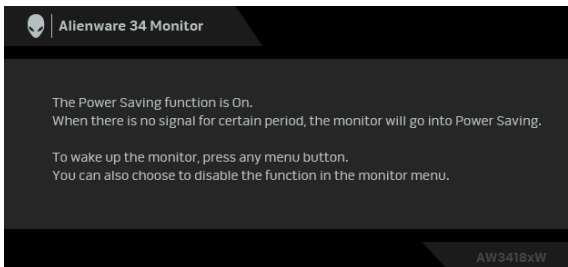 Alienware 34 Monitor
The Power Saving function is On.
When there is no signal for certain period, the monitor will go into Power Saving.
To wake up the monitor, press any menu button.
You can also choose to disable the function in the monitor menu.
AW3418xW